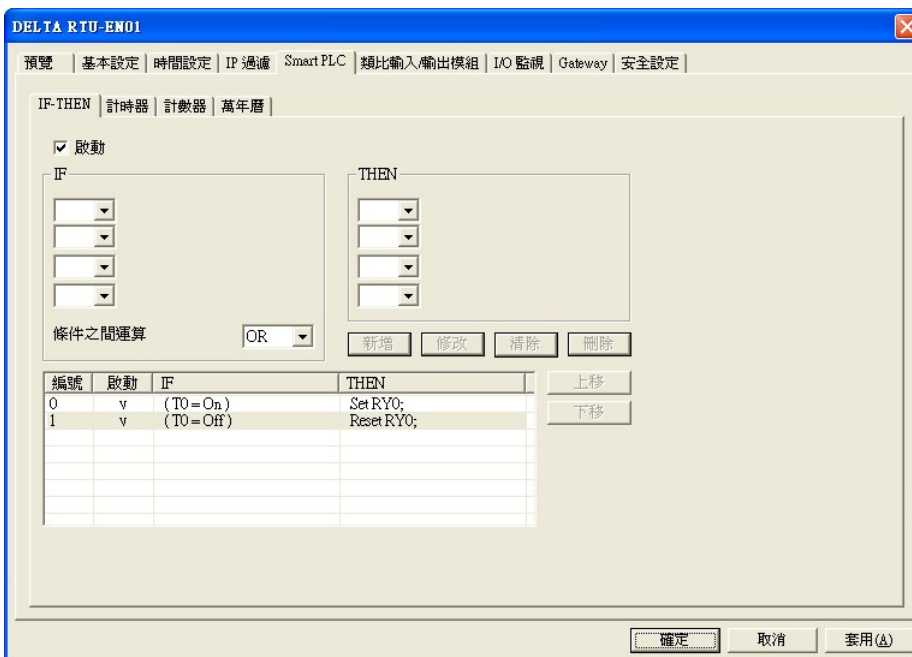 DELTA RTU-EN01
預覽 基本設定 時間設定 IP 過濾 Smart PLC 類比輸入/輸出模組 I/O 監視 Gateway 安全設定
IF-THEN 計時器 計數器 萬年曆
啟動
IF THEN
條件之間運算 OR
新增 修改 清除 刪除
編號 啟動 IF THEN
上移
0 v (T0=On) Set RY0;
1 v (T0=Off) Reset RY0;
下移
確定 取消 套用(A)